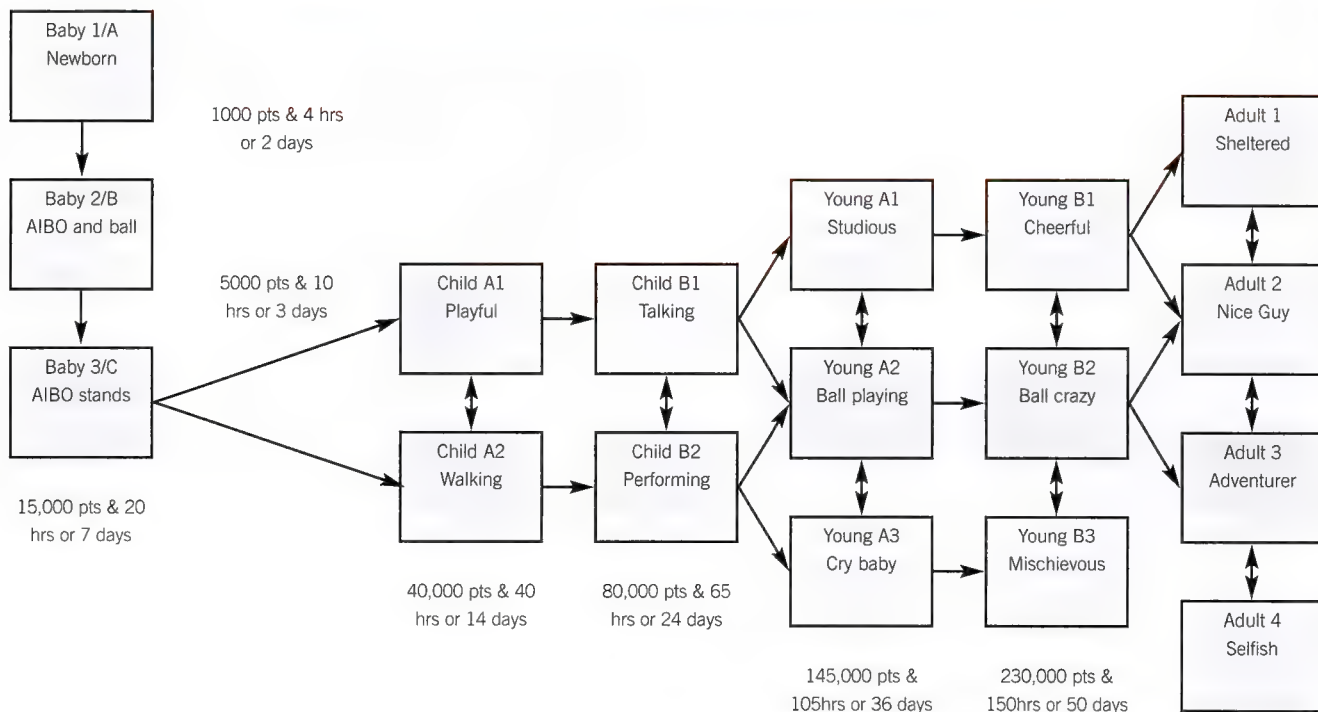 Baby 1/A
Newborn
1000 pts & 4 hrs
or 2 days
Baby 2/B
AIBO and ball
5000 pts & 10
hrs or 3 days
Baby 3/C
AIBO stands
15,000 pts & 20
hrs or 7 days
Child A1
Playful
Child A2
Walking
40,000 pts & 40
hrs or 14 days
Child B1
Talking
Child B2
Performing
80,000 pts & 65
hrs or 24 days
Young A1
Studious
Young A2
Ball playing
Young A3
Cry baby
145,000 pts &
105hrs or 36 days
Young B1
Cheerful
Young B2
Ball crazy
Young B3
Mischievous
230,000 pts &
150hrs or 50 days
Adult 1
Sheltered
Adult 2
Nice Guy
Adult 3
Adventurer
Adult 4
Selfish